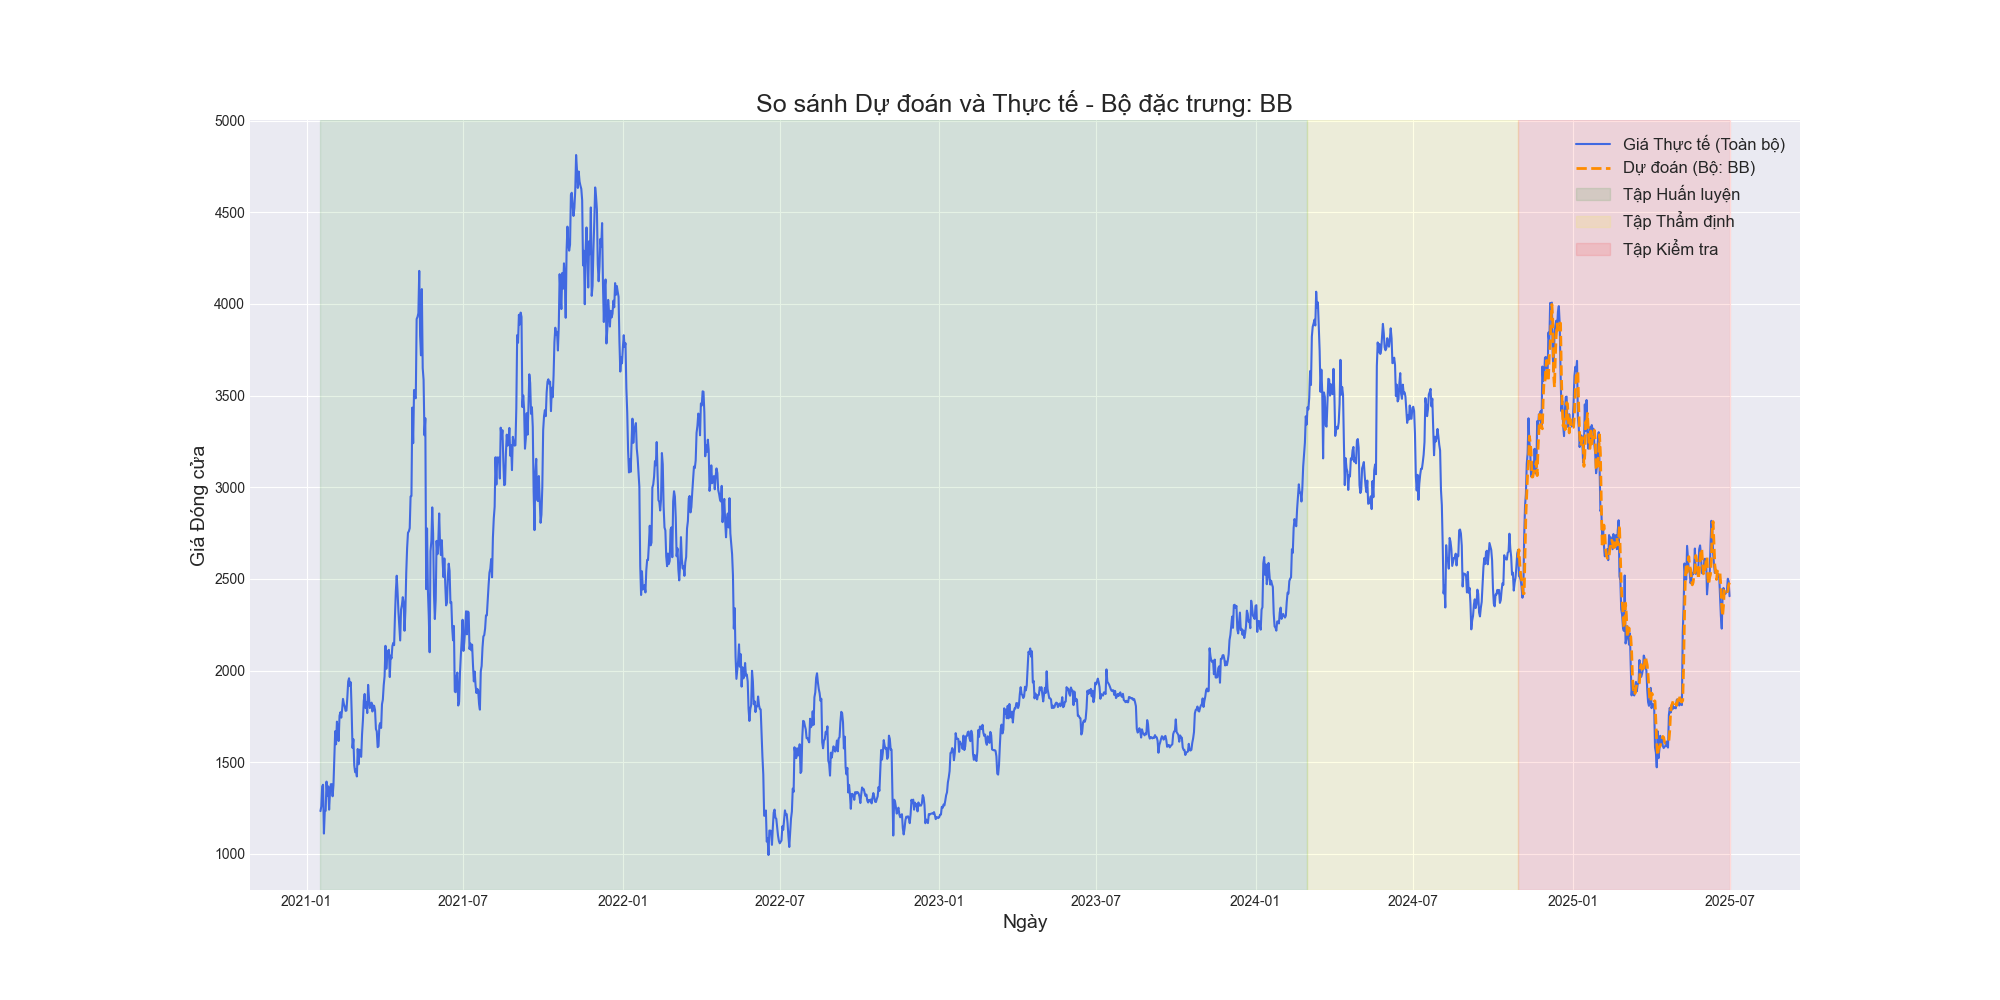 So sánh Dự đoán và Thực tế - Bộ đặc trưng: BB
Giá Đóng cửa
5000
4500
4000
3500
3000
2500
2000
1500
1000
Giá Thực tế (Toàn bộ)
Dự đoán (Bộ: BB)
Tập Huấn luyện
Tập Thẩm định
Tập Kiểm tra
2021-01 2021-07 2022-01 2022-07 2023-01 2023-07 2024-01 2024-07 2025-01 2025-07
Ngày